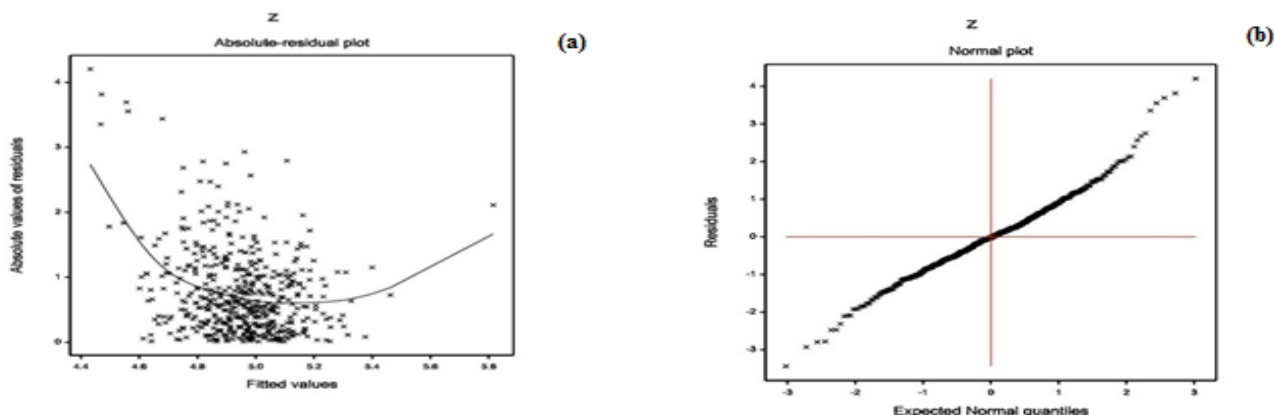 z
Absolute-residual plot
(a)
Absolute values of residuals
4
3
2
1
0
4.4 4.6 4.8 5.0 5.2 5.4 5.6 5.8
Fitted values
z
Normal plot
(b)
Residuals
4
3
2
1
0
-1
-2
-3
-3 -2 -1 0 1 2 3
Expected Normal quantiles